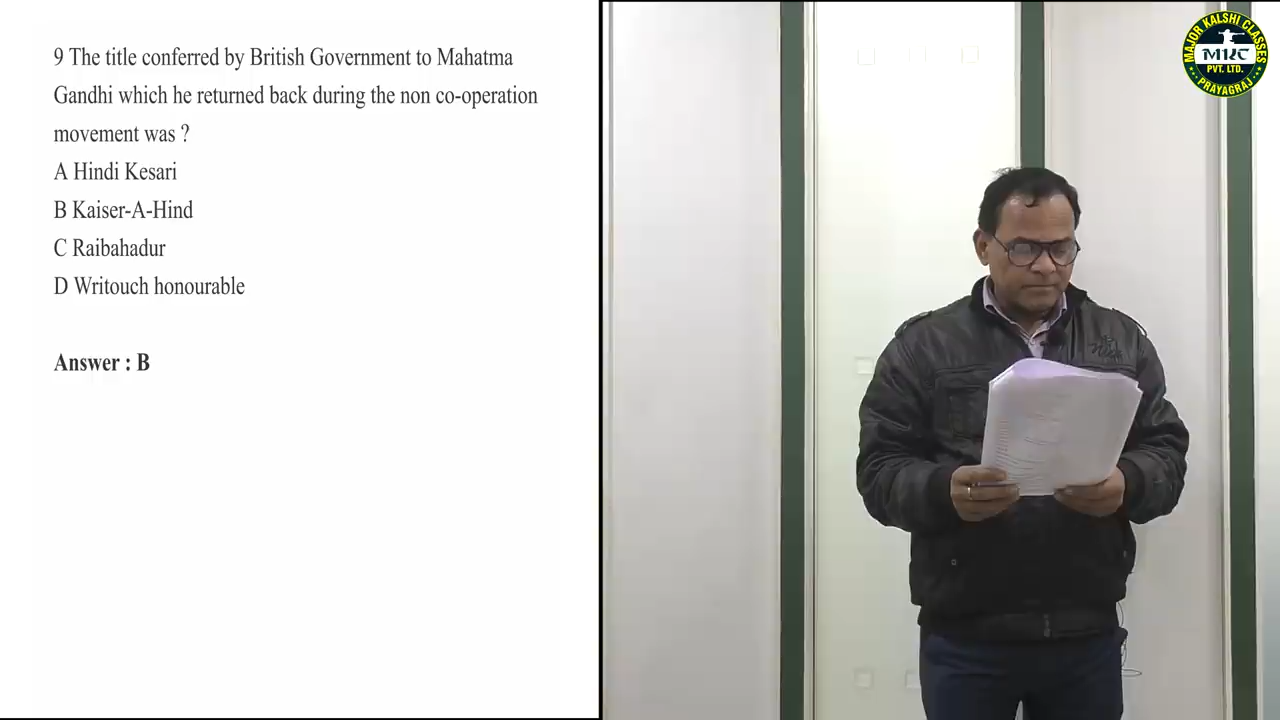 9 The title conferred by British Government to Mahatma
Gandhi which he returned back during the non co-operation
movement was ?
A Hindi Kesari
B Kaiser-A-Hind
C Raibahadur
D Writouch honourable
Answer : B
MAJOR KALSHI CLASSES
MKC
PVT. LTD.
PRAYAGRAJ